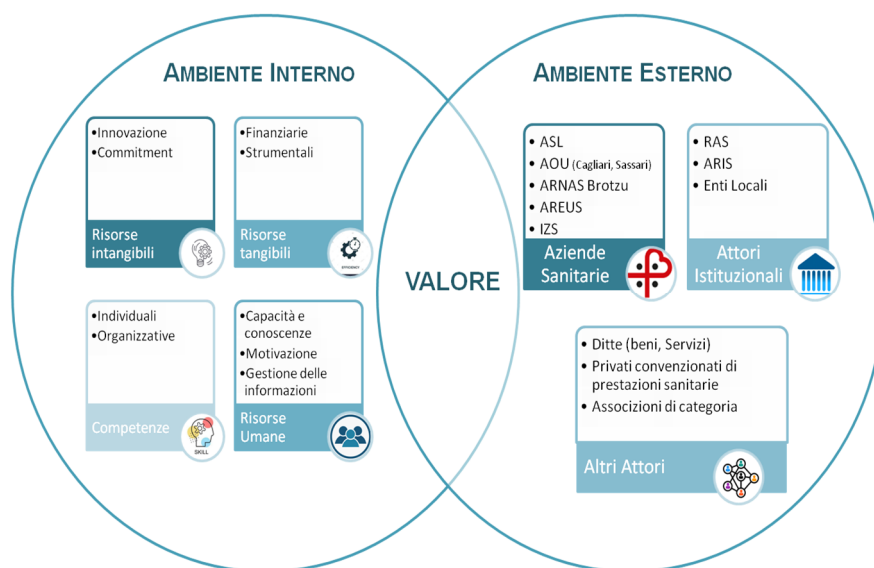 AMBIENTE INTERNO
•Innovazione
•Commitment
Risorse
intangibili
•Finanziarie
•Strumentali
Risorse
tangibili
EFFICIENCY
•Individuali
•Organizzative
Competenze
SKILL
•Capacità e
conoscenze
•Motivazione
•Gestione delle
informazioni
Risorse
Umane
VALORE
AMBIENTE ESTERNO
• ASL
• AOU (Cagliari, Sassari)
• ARNAS Brotzu
• AREUS
• IZS
Aziende
Sanitarie
• RAS
• ARIS
• Enti Locali
Attori
Istituzionali
• Ditte (beni, Servizi)
• Privati convenzionati di
prestazioni sanitarie
• Associzioni di categoria
Altri Attori